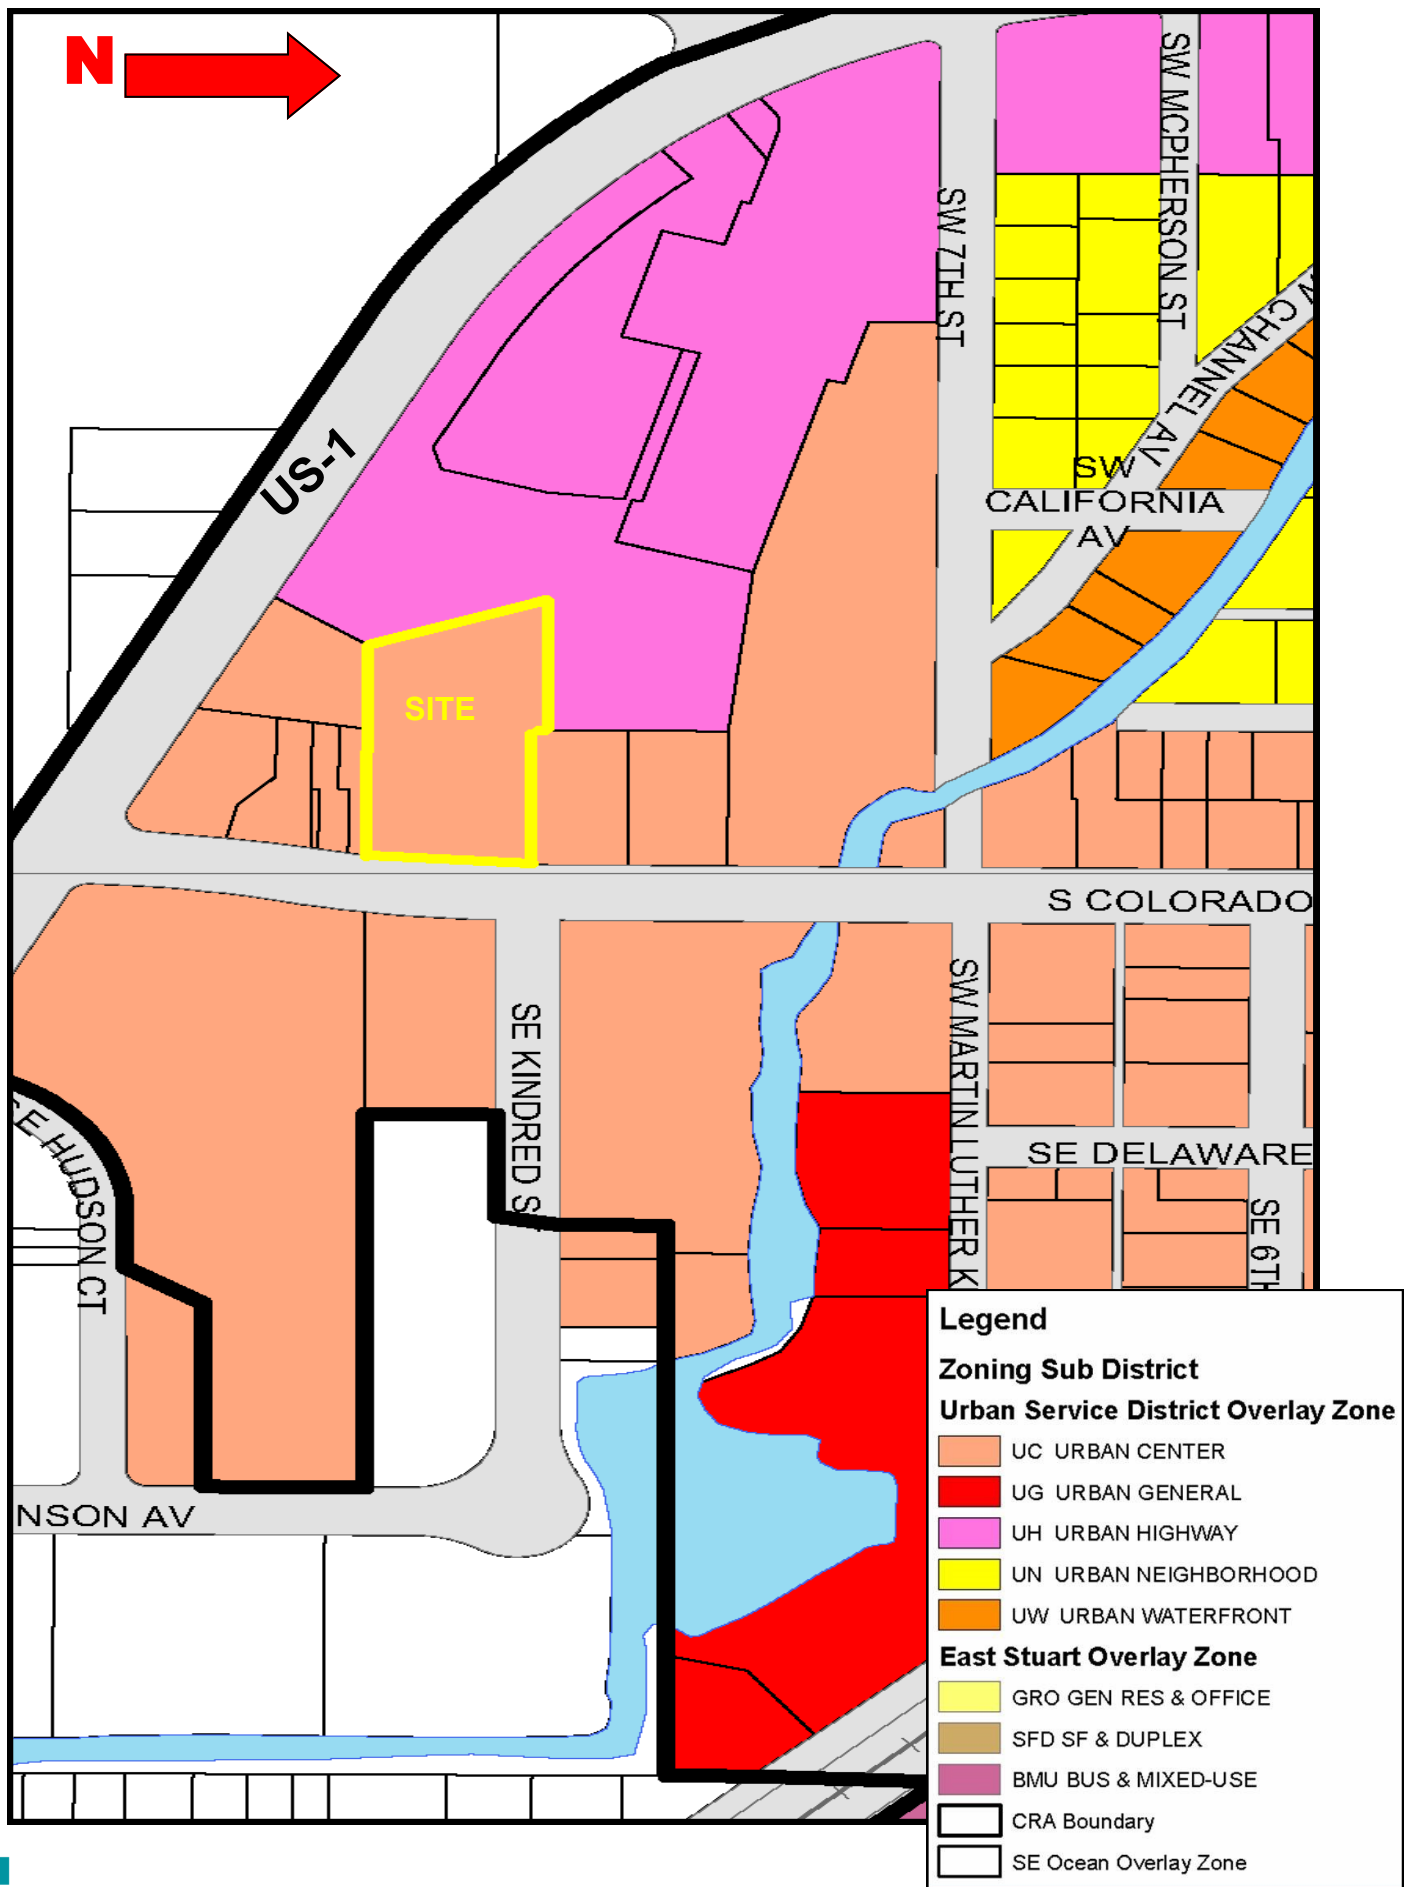 N
SW MCPHERSON ST
SW 7TH ST
W CHANNEL AV
US-1
SW
CALIFORNIA
AV
SITE
S COLORADO
SE KINDRED S
SW MARTIN LUTHER K
SE HUDSON CT
SE DELAWARE
SE 6TH
NSON AV
Legend
Zoning Sub District
Urban Service District Overlay Zone
UC URBAN CENTER
UG URBAN GENERAL
UH URBAN HIGHWAY
UN URBAN NEIGHBORHOOD
UW URBAN WATERFRONT
East Stuart Overlay Zone
GRO GEN RES & OFFICE
SFD SF & DUPLEX
BMU BUS & MIXED-USE
CRA Boundary
SE Ocean Overlay Zone